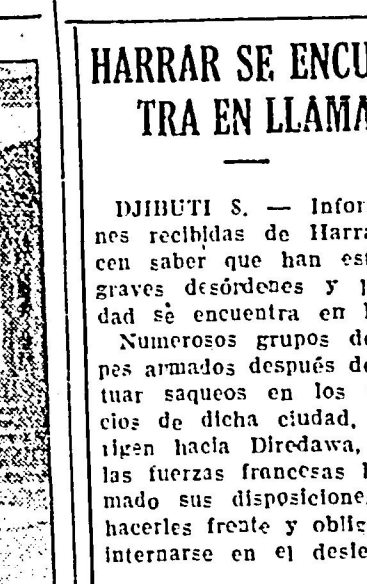 HARRAR SE ENCU
TRA EN LLAMA
DJIBUTI 8. — Infor
nes recibidas de Harra
cen saber que han est
graves desórdenes y p
dad se encuentra en l
Numerosos grupos de
pes armados después de
tuar saqueos en los
cios de dicha ciudad,
rigen hacia Diredawa,
las fuerzas francesas h
mado sus disposicione
hacerles frente y oblig
internarse en el desie